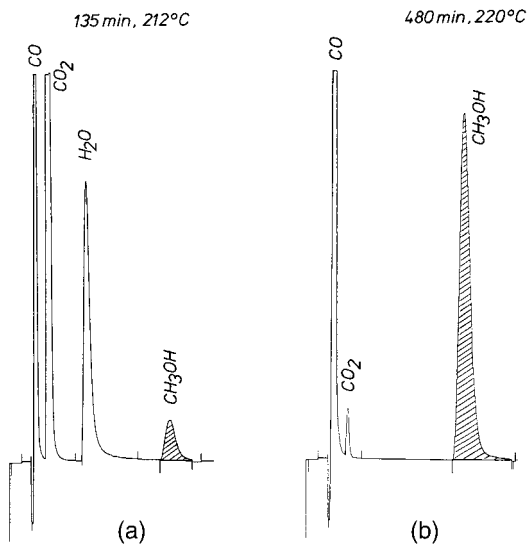 135 min, 212°C
CO
CO₂
H₂O
CH₃OH
(a)
480 min, 220°C
CO
CO₂
CH₃OH
(b)